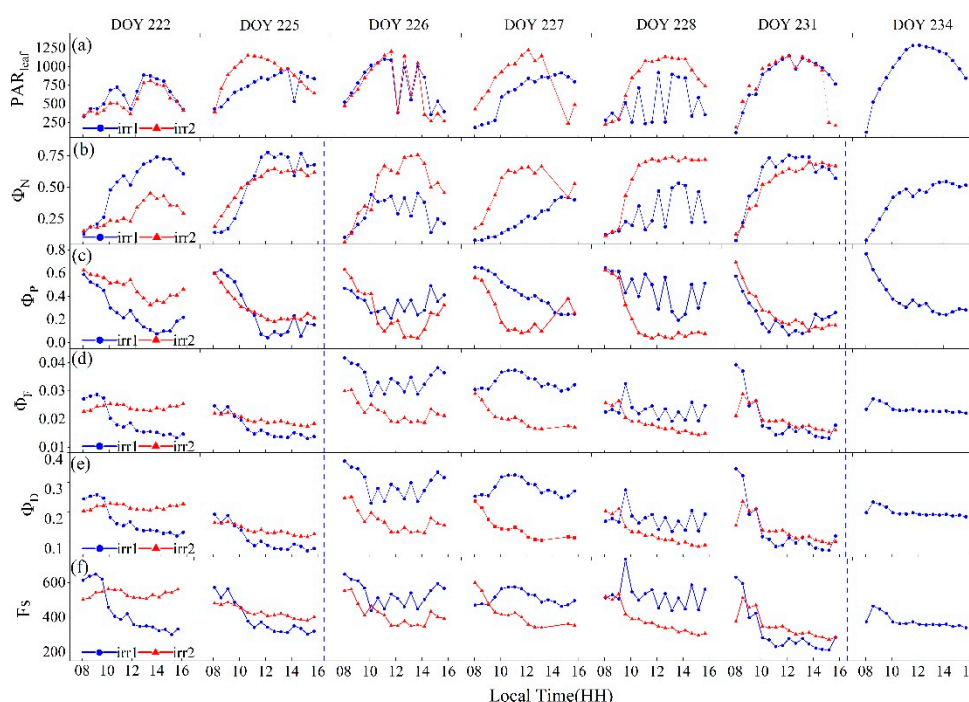 DOY 222 DOY 225 DOY 226 DOY 227 DOY 228 DOY 231 DOY 234
(a)
PARleaf
1250
1000
750
500
250
irr1 irr2
(b)
ΦN
0.75
0.50
0.25
irr1 irr2
(c)
ΦP
0.8
0.6
0.4
0.2
0.0
irr1 irr2
(d)
ΦF
0.04
0.03
0.02
0.01
irr1 irr2
(e)
ΦD
0.4
0.3
0.2
0.1
irr1 irr2
(f)
Fs
600
400
200
irr1 irr2
08 10 12 14 16 08 10 12 14 16 08 10 12 14 16 08 10 12 14 16 08 10 12 14 16 08 10 12 14 16 08 10 12 14 16
Local Time(HH)